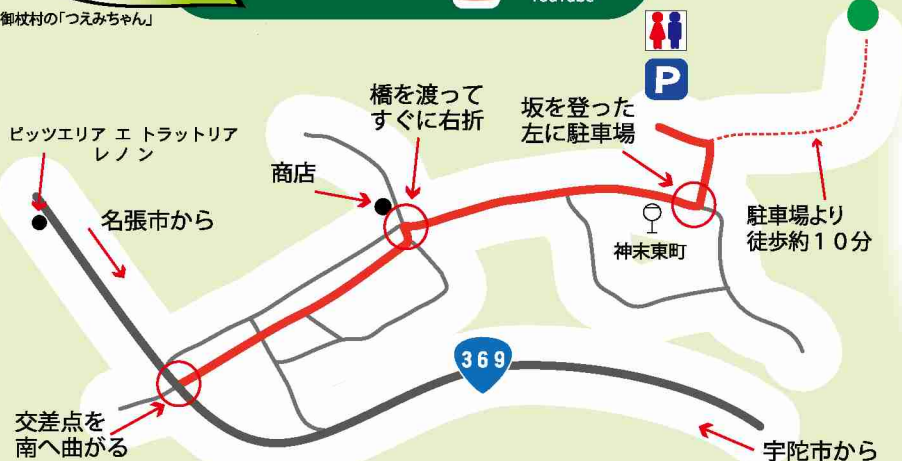 YouTube
御杖村の「つえみちゃん」
P
橋を渡って
すぐに右折
坂を登った
左に駐車場
ピッツエリア エ トラットリア
レノン
商店
名張市から
神末東町
駐車場より
徒歩約１０分
369
交差点を
南へ曲がる
宇陀市から